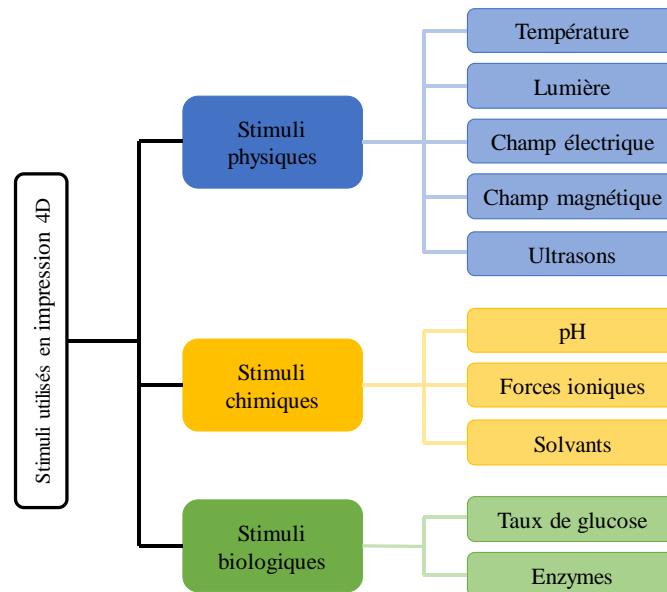 Stimuli utilisés en impression 4D
Stimuli
physiques
Température
Lumière
Champ électrique
Champ magnétique
Ultrasons
Stimuli
chimiques
pH
Forces ioniques
Solvants
Stimuli
biologiques
Taux de glucose
Enzymes